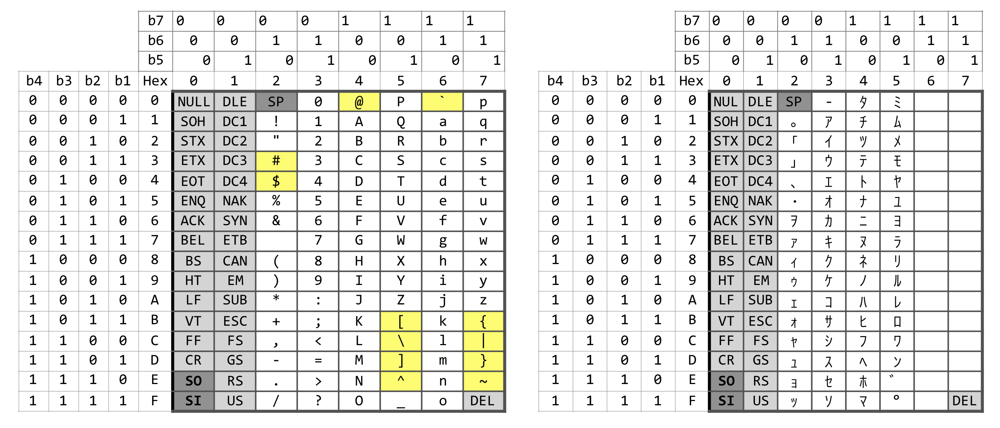 b7 0 0 0 0 1 1 1 1
b6 0 0 1 1 0 0 1 1
b5 0 1 0 1 0 1 0 1
b4 b3 b2 b1 Hex 0 1 2 3 4 5 6 7
0 0 0 0 0 NULL DLE SP 0 @ P ` p
0 0 0 1 1 SOH DC1 ! 1 A Q a q
0 0 1 0 2 STX DC2 " 2 B R b r
0 0 1 1 3 ETX DC3 # 3 C S c s
0 1 0 0 4 EOT DC4 $ 4 D T d t
0 1 0 1 5 ENQ NAK % 5 E U e u
0 1 1 0 6 ACK SYN & 6 F V f v
0 1 1 1 7 BEL ETB 7 G W g w
1 0 0 0 8 BS CAN ( 8 H X h x
1 0 0 1 9 HT EM ) 9 I Y i y
1 0 1 0 A LF SUB * : J Z j z
1 0 1 1 B VT ESC + ; K [ k {
1 1 0 0 C FF FS , < L \ l |
1 1 0 1 D CR GS - = M ] m }
1 1 1 0 E SO RS . > N ^ n ~
1 1 1 1 F SI US / ? O _ o DEL
b7 0 0 0 0 1 1 1 1
b6 0 0 1 1 0 0 1 1
b5 0 1 0 1 0 1 0 1
b4 b3 b2 b1 Hex 0 1 2 3 4 5 6 7
0 0 0 0 0 NUL DLE SP - ﾀ ﾐ
0 0 0 1 1 SOH DC1 ｡ ｱ ﾁ ﾑ
0 0 1 0 2 STX DC2 ｢ ｲ ﾂ ﾒ
0 0 1 1 3 ETX DC3 ｣ ｳ ﾃ ﾓ
0 1 0 0 4 EOT DC4 ､ ｴ ﾄ ﾔ
0 1 0 1 5 ENQ NAK ･ ｵ ﾅ ﾕ
0 1 1 0 6 ACK SYN ｦ ｶ ﾆ ﾖ
0 1 1 1 7 BEL ETB ｧ ｷ ﾇ ﾗ
1 0 0 0 8 BS CAN ｨ ｸ ﾈ ﾘ
1 0 0 1 9 HT EM ｩ ｹ ﾉ ﾙ
1 0 1 0 A LF SUB ｪ ｺ ﾊ ﾚ
1 0 1 1 B VT ESC ｫ ｻ ﾋ ﾛ
1 1 0 0 C FF FS ｬ ｼ ﾌ ﾜ
1 1 0 1 D CR GS ｭ ｽ ﾍ ﾝ
1 1 1 0 E SO RS ｮ ｾ ﾎ ﾞ
1 1 1 1 F SI US ｯ ｿ ﾏ ﾟ DEL